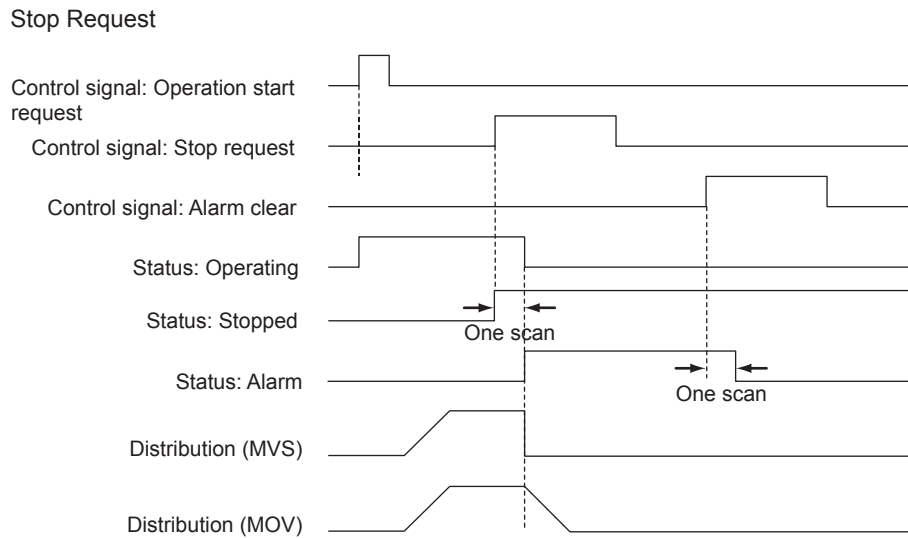 Stop Request
Control signal: Operation start
request
Control signal: Stop request
Control signal: Alarm clear
Status: Operating
Status: Stopped
One scan
Status: Alarm
One scan
Distribution (MVS)
Distribution (MOV)